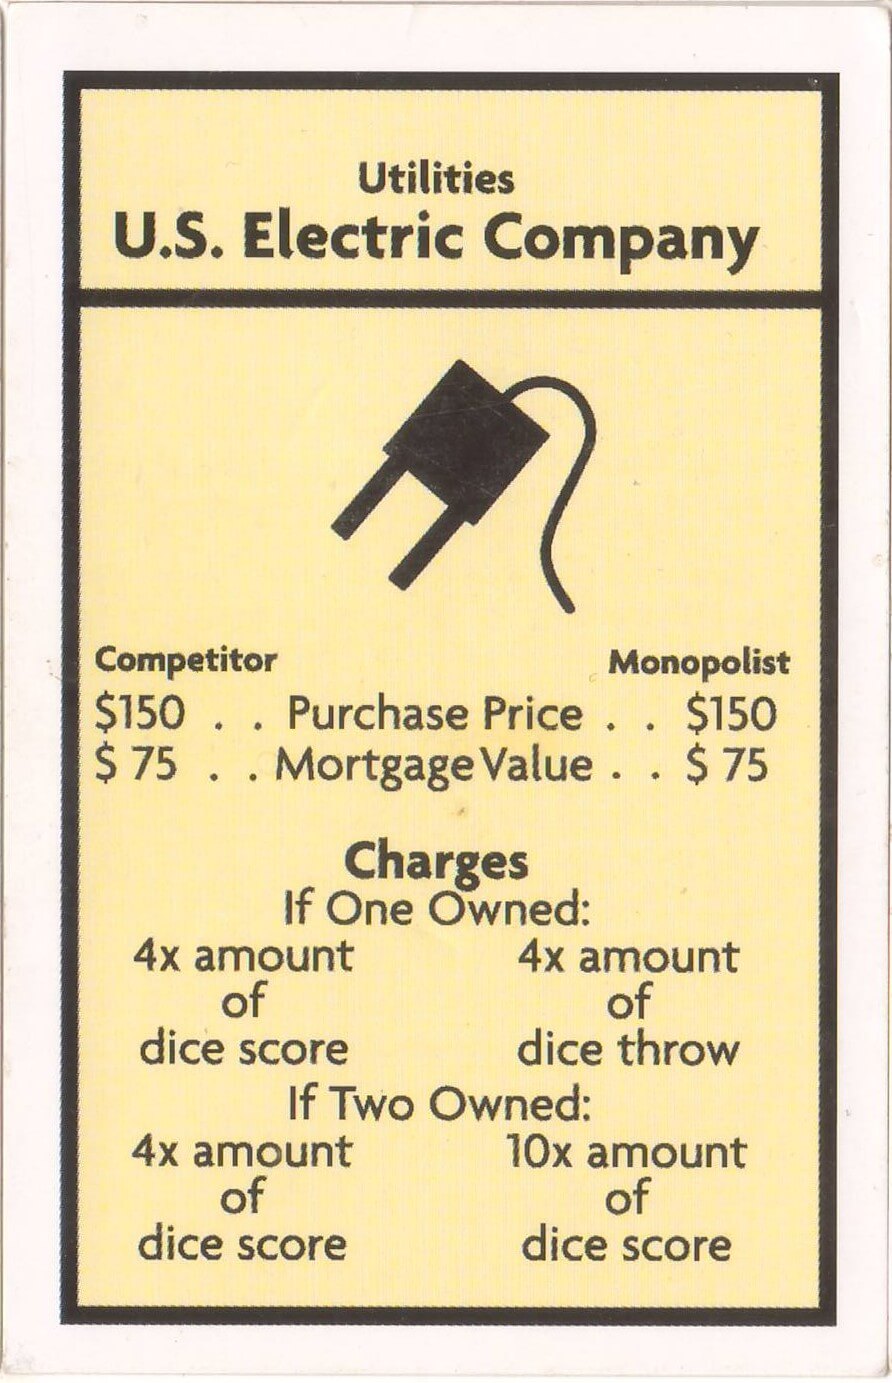 Utilities
U.S. Electric Company
Competitor Monopolist
$150 . . Purchase Price . . $150
$ 75 . . Mortgage Value . . $ 75
Charges
If One Owned:
4x amount 4x amount
of of
dice score dice throw
If Two Owned:
4x amount 10x amount
of of
dice score dice score